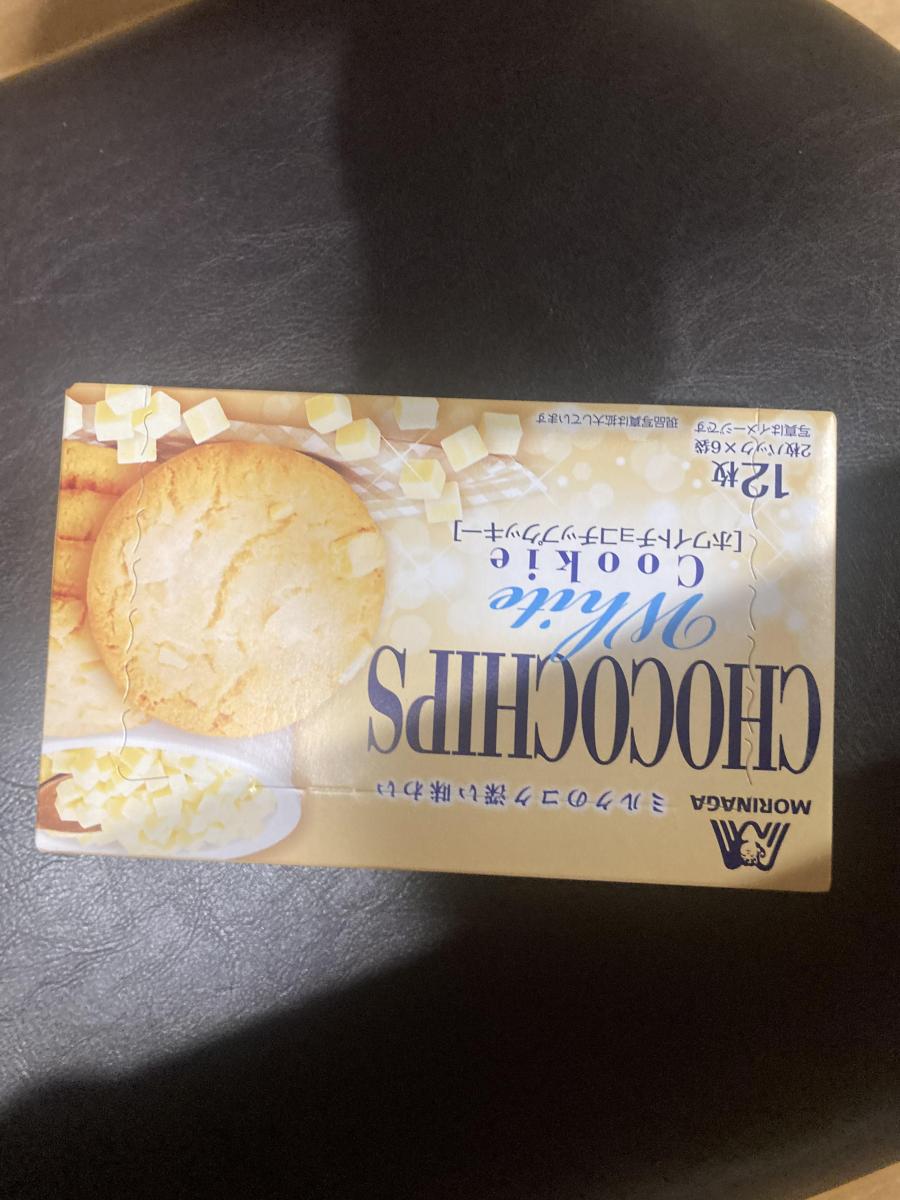 MORINAGA
ミルクのコク深い味わい
CHOCOCHIPS
White
Cookie
[ホワイトチョコチップクッキー]
12枚
2枚パック×6袋
写真はイメージです
現品写真は拡大しています